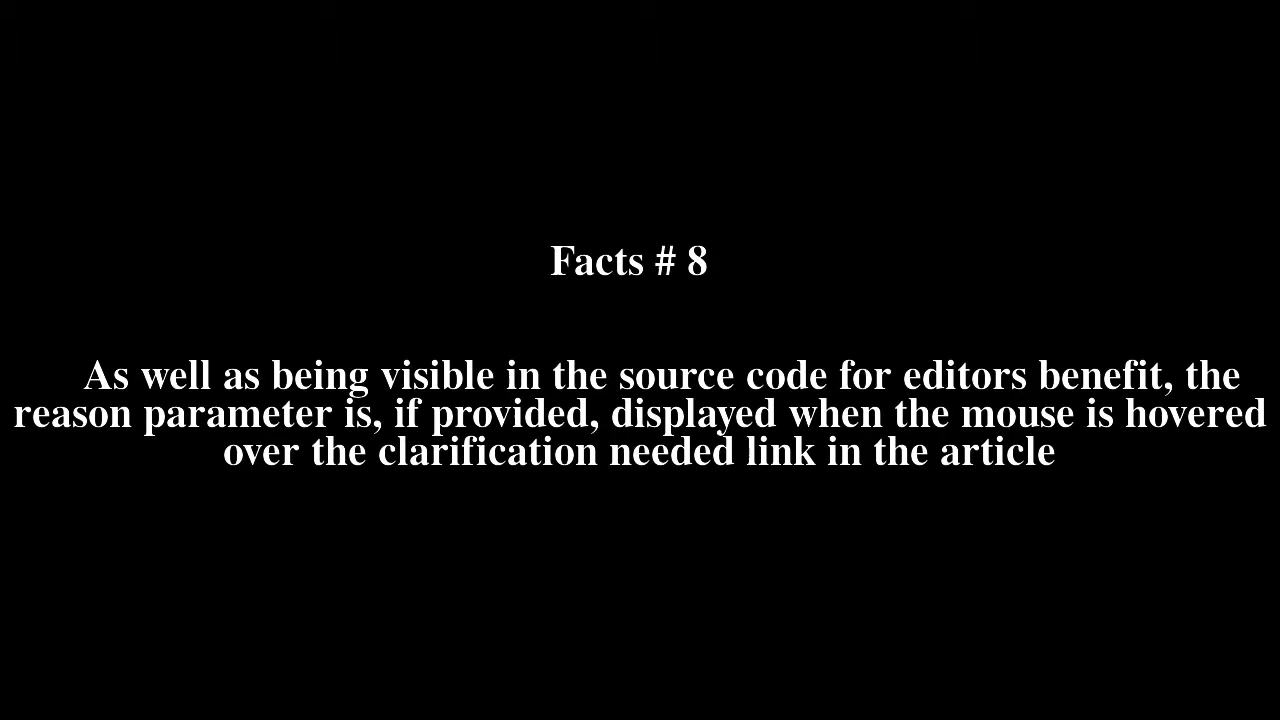 Facts # 8
As well as being visible in the source code for editors benefit, the
reason parameter is, if provided, displayed when the mouse is hovered
over the clarification needed link in the article